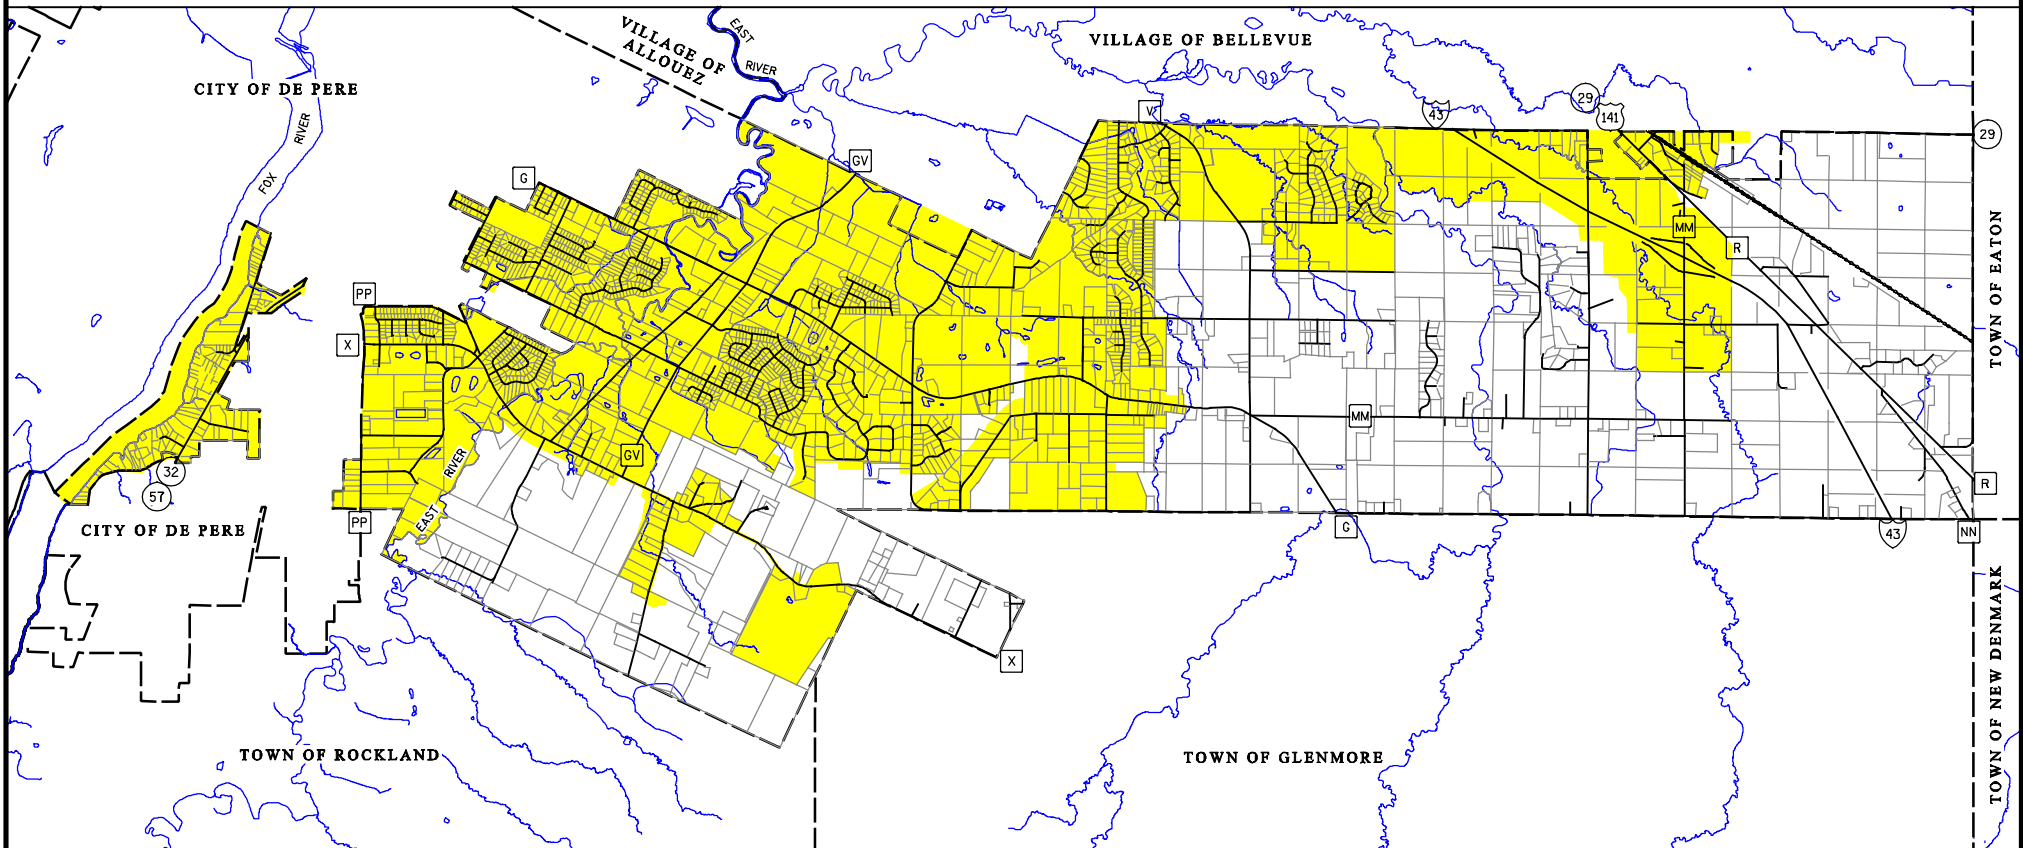 VILLAGE OF
ALLOUEZ
EAST
RIVER
VILLAGE OF BELLEVUE
CITY OF DE PERE
RIVER
FOX
29
141
43
V
29
GV
G
MM
R
TOWN OF EATON
PP
X
MM
GV
32
57
RIVER
EAST
R
CITY OF DE PERE
PP
G
43
NN
X
TOWN OF NEW DENMARK
TOWN OF ROCKLAND
TOWN OF GLENMORE